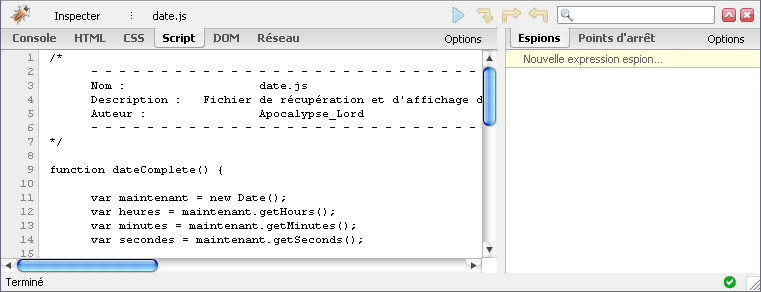 Inspecter date.js
Console HTML CSS Script DOM Réseau Options
Espions Points d'arrêt Options
Nouvelle expression espion...
1 /*
2 - - - - - - - - - - - - - - - - - - - - - - - - - - - - -
3 Nom : date.js
4 Description : Fichier de récupération et d'affichage d
5 Auteur : Apocalypse_Lord
6 - - - - - - - - - - - - - - - - - - - - - - - - - - - - -
7 */
8
9 function dateComplete() {
10
11 var maintenant = new Date();
12 var heures = maintenant.getHours();
13 var minutes = maintenant.getMinutes();
14 var secondes = maintenant.getSeconds();
15
Terminé